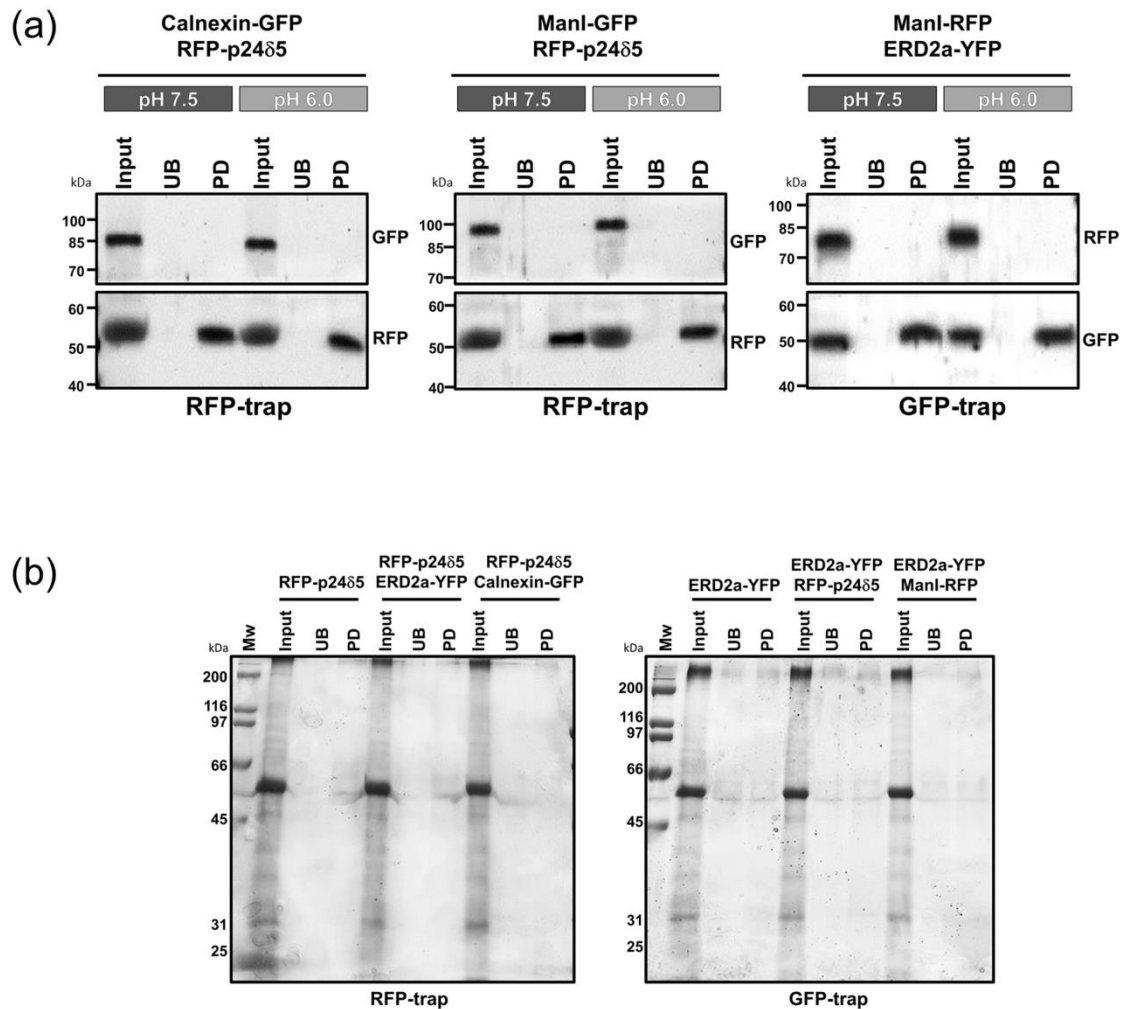 (a)
Calnexin-GFP
RFP-p24δ5
pH 7.5 pH 6.0
Input UB PD Input UB PD
kDa
100
85
70
GFP
60
50
40
RFP
RFP-trap
ManI-GFP
RFP-p24δ5
pH 7.5 pH 6.0
Input UB PD Input UB PD
kDa
100
85
70
GFP
60
50
40
RFP
RFP-trap
ManI-RFP
ERD2a-YFP
pH 7.5 pH 6.0
Input UB PD Input UB PD
kDa
100
85
70
RFP
60
50
40
GFP
GFP-trap
(b)
RFP-p24δ5
RFP-p24δ5
ERD2a-YFP
RFP-p24δ5
Calnexin-GFP
Mw Input UB PD Input UB PD Input UB PD
kDa
200
116
97
66
45
31
25
RFP-trap
ERD2a-YFP
ERD2a-YFP
RFP-p24δ5
ERD2a-YFP
ManI-RFP
Mw Input UB PD Input UB PD Input UB PD
kDa
200
116
97
66
45
31
25
GFP-trap